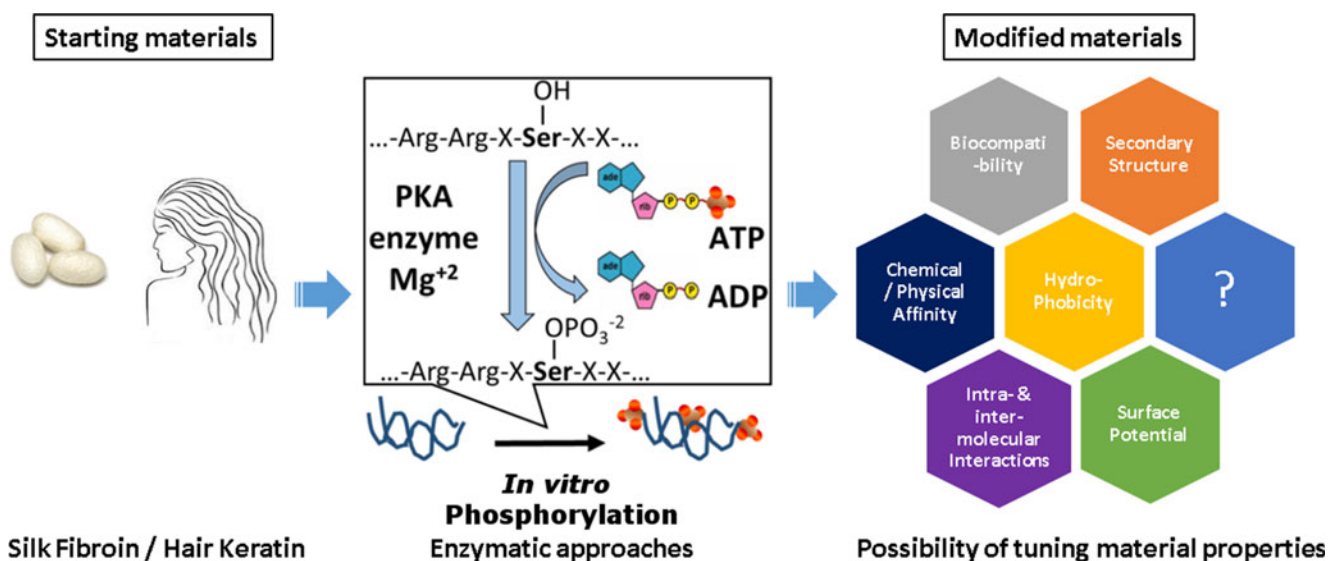 Starting materials
Modified materials
OH
...-Arg-Arg-X-Ser-X-X-...
PKA
enzyme
Mg+2
ade
rib
P
P
ATP
ade
rib
P
P
ADP
OPO3-2
...-Arg-Arg-X-Ser-X-X-...
In vitro
Phosphorylation
Biocompati
-bility
Secondary
Structure
Chemical
/ Physical
Affinity
Hydro-
Phobicity
?
Intra- &
inter-
molecular
Interactions
Surface
Potential
Silk Fibroin / Hair Keratin
Enzymatic approaches
Possibility of tuning material properties